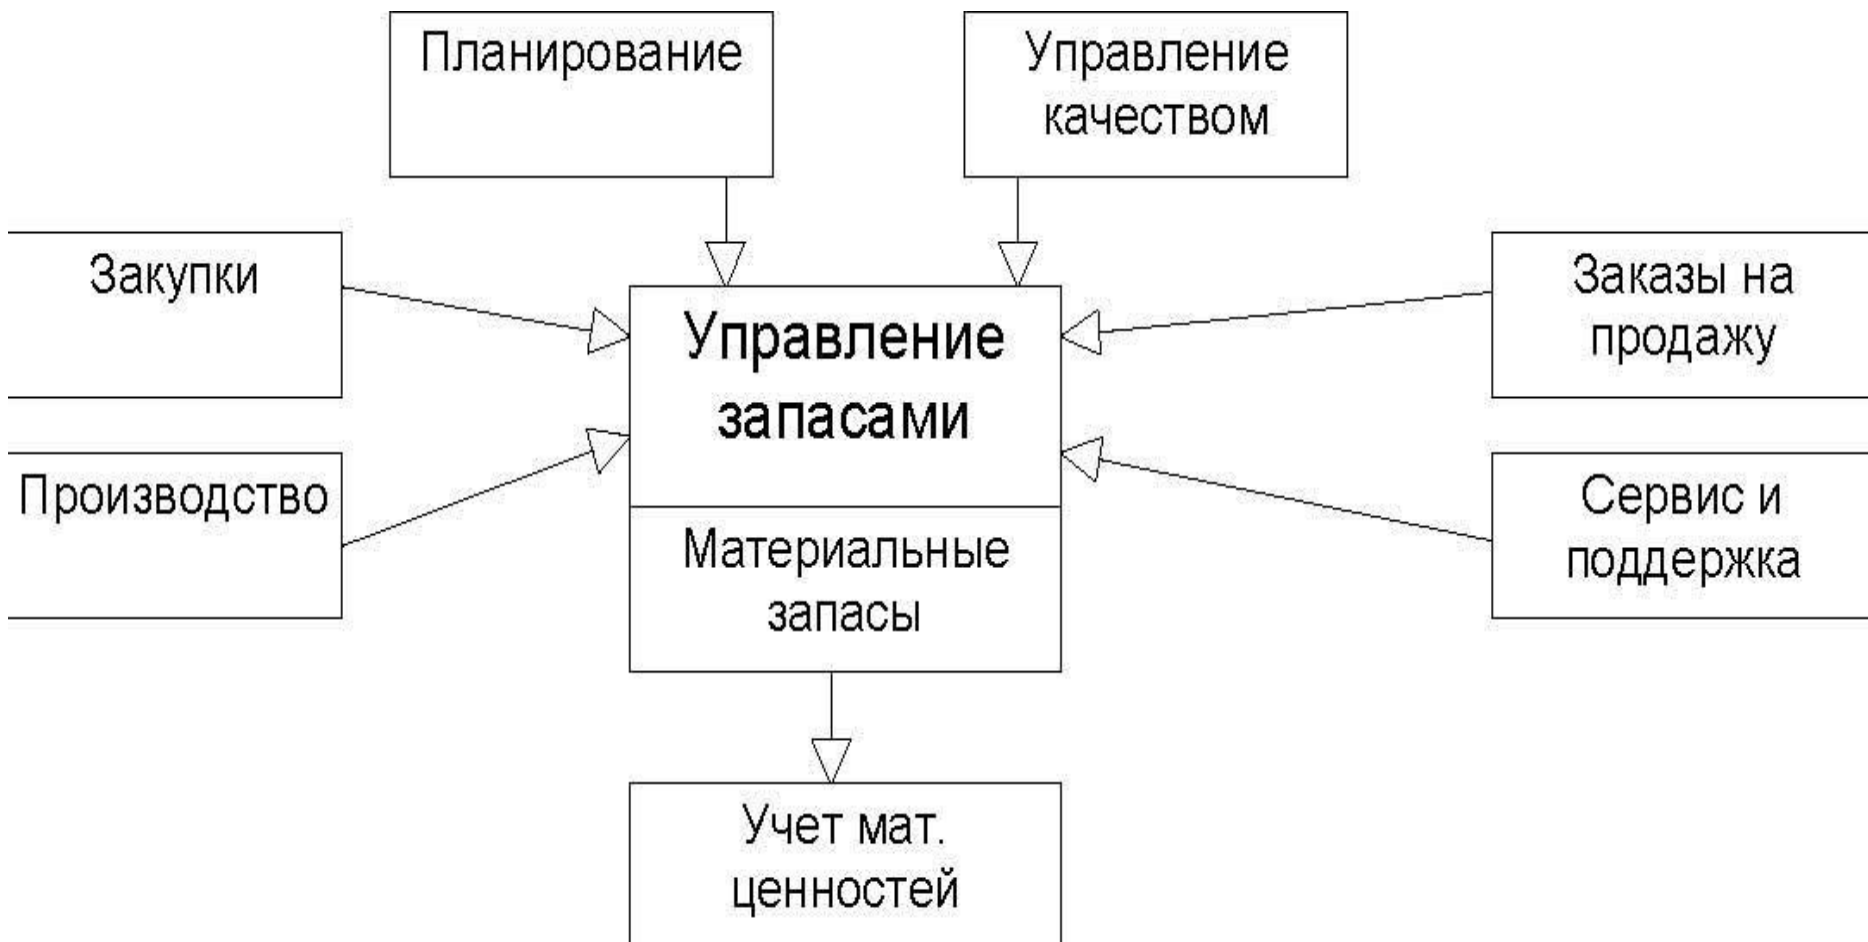 Планирование
Управление
качеством
Закупки
Заказы на
продажу
Управление
запасами
Производство
Сервис и
поддержка
Материальные
запасы
Учет мат.
ценностей